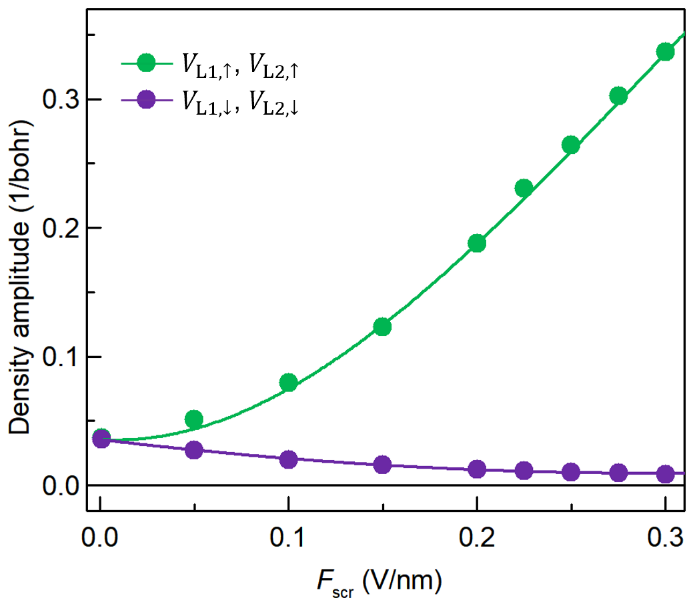 V_L1,↑, V_L2,↑
V_L1,↓, V_L2,↓
Density amplitude (1/bohr)
0.3
0.2
0.1
0.0
0.0 0.1 0.2 0.3
F_scr (V/nm)